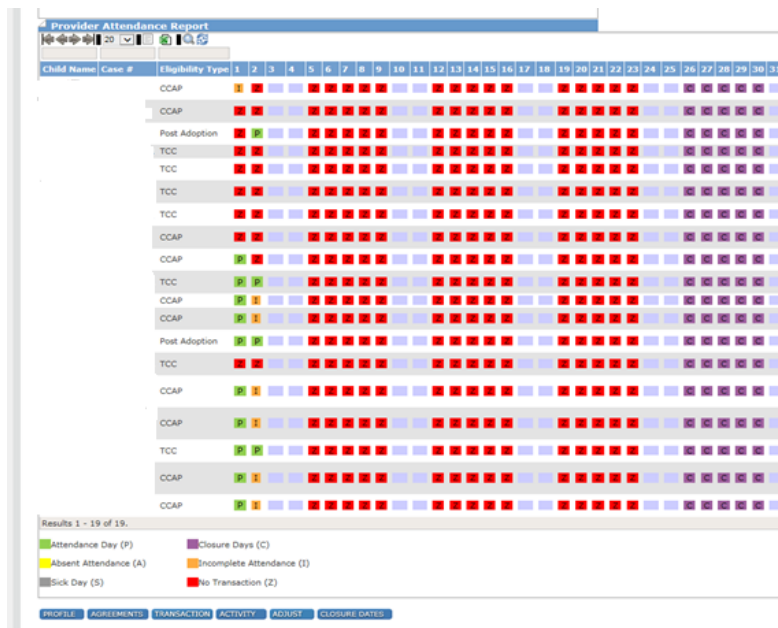 Provider Attendance Report
20
Child Name Case # Eligibility Type 1 2 3 4 5 6 7 8 9 10 11 12 13 14 15 16 17 18 19 20 21 22 23 24 25 26 27 28 29 30 31
CCAP I Z Z Z Z Z Z Z Z Z Z Z Z Z Z Z Z C C C C C
CCAP Z Z Z Z Z Z Z Z Z Z Z Z Z Z Z Z Z C C C C C
Post Adoption Z P Z Z Z Z Z Z Z Z Z Z Z Z Z Z Z C C C C C
TCC Z Z Z Z Z Z Z Z Z Z Z Z Z Z Z Z Z C C C C C
TCC Z Z Z Z Z Z Z Z Z Z Z Z Z Z Z Z Z C C C C C
TCC Z Z Z Z Z Z Z Z Z Z Z Z Z Z Z Z Z C C C C C
TCC Z Z Z Z Z Z Z Z Z Z Z Z Z Z Z Z Z C C C C C
CCAP Z Z Z Z Z Z Z Z Z Z Z Z Z Z Z Z Z C C C C C
CCAP P Z Z Z Z Z Z Z Z Z Z Z Z Z Z Z Z C C C C C
TCC P P Z Z Z Z Z Z Z Z Z Z Z Z Z Z Z C C C C C
CCAP P I Z Z Z Z Z Z Z Z Z Z Z Z Z Z Z C C C C C
CCAP P I Z Z Z Z Z Z Z Z Z Z Z Z Z Z Z C C C C C
Post Adoption P P Z Z Z Z Z Z Z Z Z Z Z Z Z Z Z C C C C C
TCC Z Z Z Z Z Z Z Z Z Z Z Z Z Z Z Z Z C C C C C
CCAP P I Z Z Z Z Z Z Z Z Z Z Z Z Z Z Z C C C C C
CCAP P I Z Z Z Z Z Z Z Z Z Z Z Z Z Z Z C C C C C
TCC P P Z Z Z Z Z Z Z Z Z Z Z Z Z Z Z C C C C C
CCAP P I Z Z Z Z Z Z Z Z Z Z Z Z Z Z Z C C C C C
CCAP P I Z Z Z Z Z Z Z Z Z Z Z Z Z Z Z C C C C C
Results 1 - 19 of 19.
Attendance Day (P) Closure Days (C)
Absent Attendance (A) Incomplete Attendance (I)
Sick Day (S) No Transaction (Z)
PROFILE AGREEMENTS TRANSACTION ACTIVITY ADJUST CLOSURE DATES